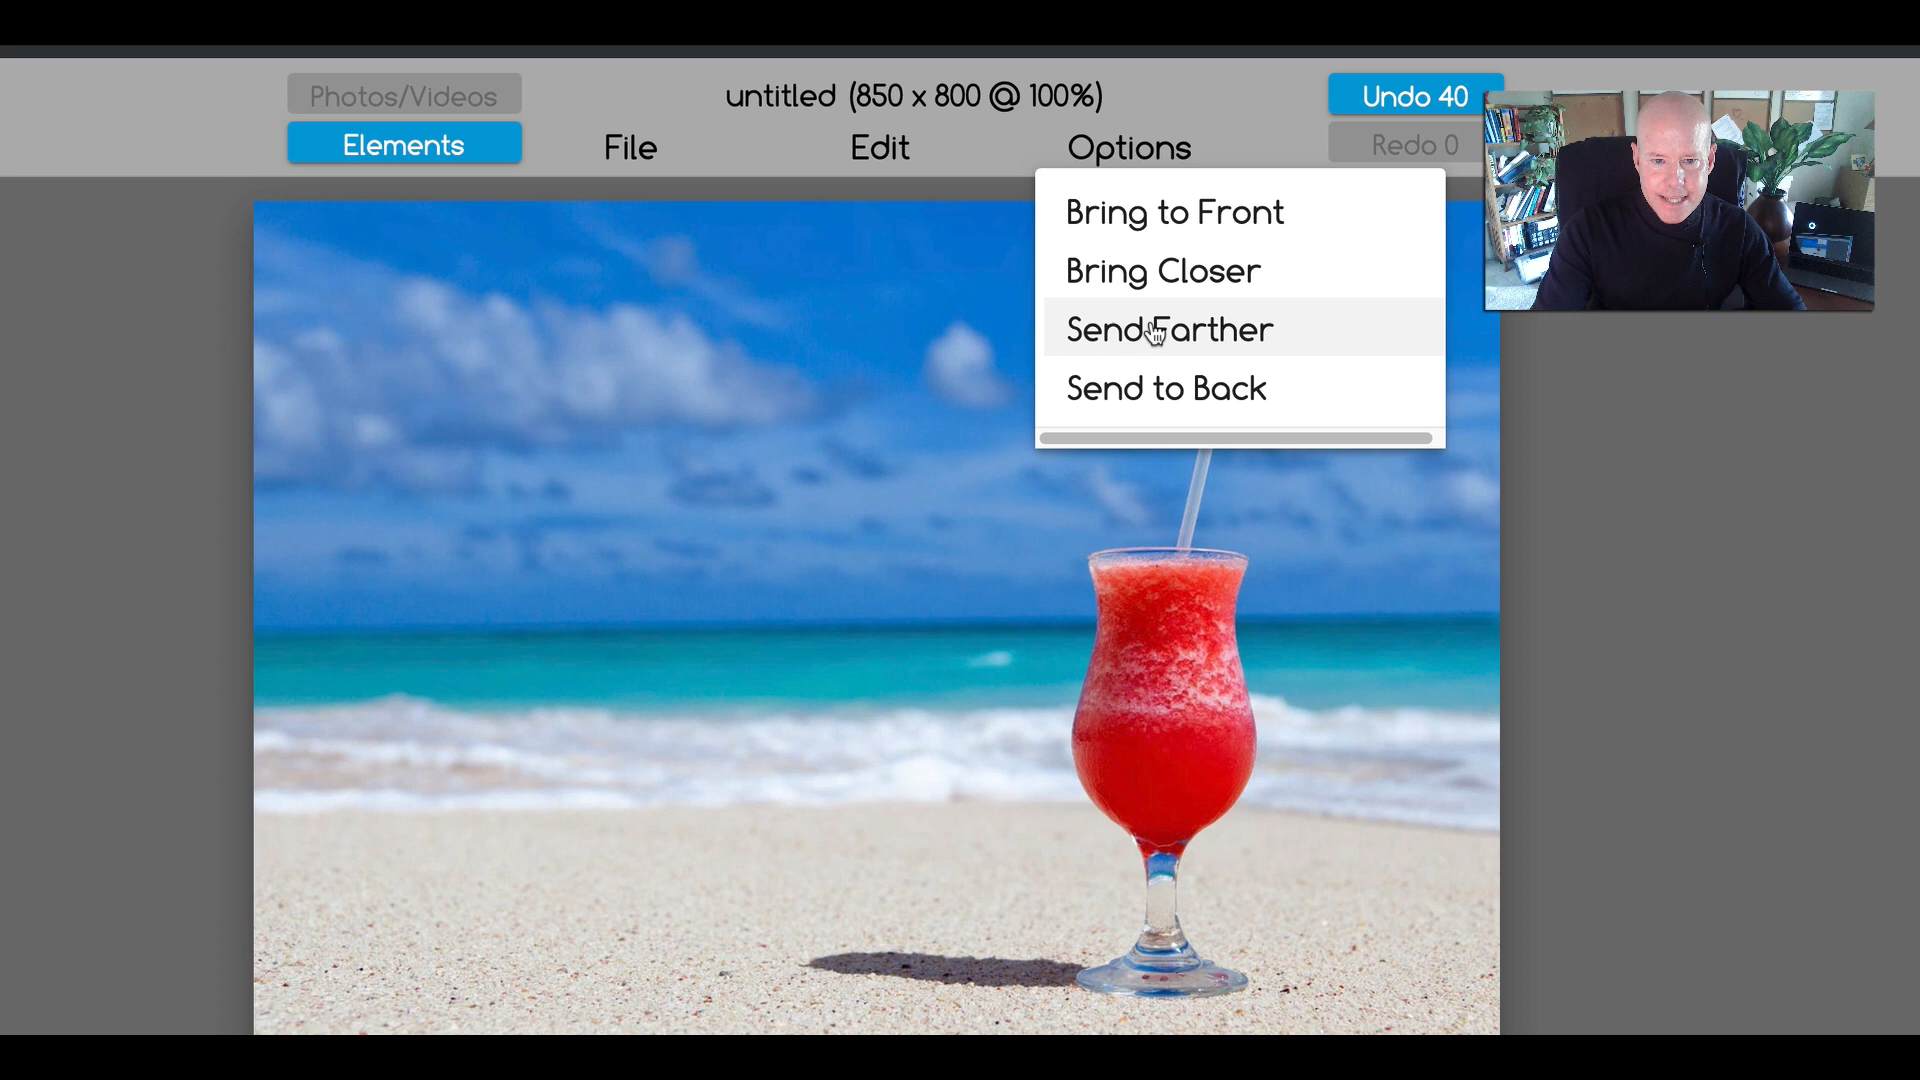 Photos/Videos
untitled (850 x 800 @ 100%)
Undo 40
Elements
File
Edit
Options
Redo 0
Bring to Front
Bring Closer
Send Farther
Send to Back